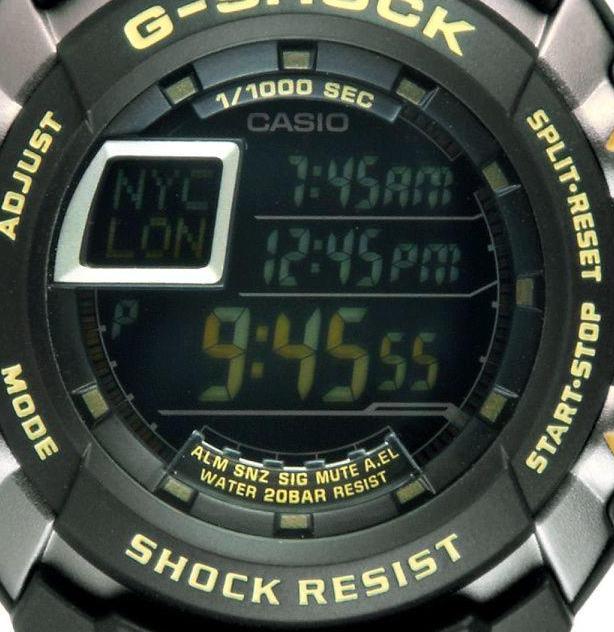 G-SHOCK
1/1000 SEC
CASIO
ADJUST
SPLIT·RESET
NYC 7:45AM
LON 12:45PM
P 9:45 55
MODE
START·STOP
ALM SNZ SIG MUTE A.EL
WATER 20BAR RESIST
SHOCK RESIST